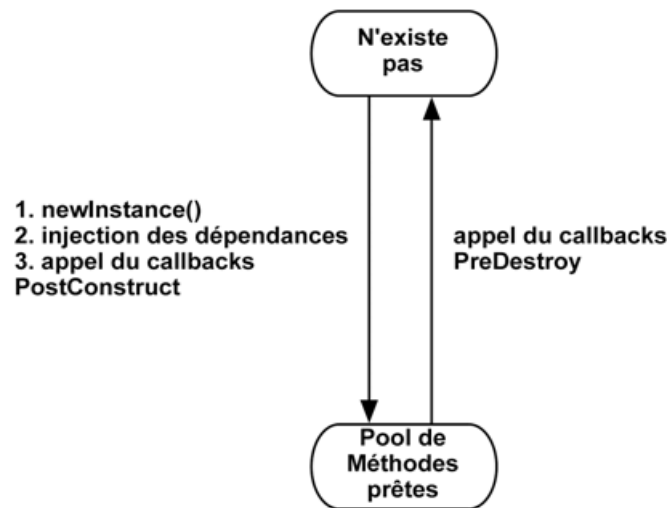 N'existe
pas
1. newInstance()
2. injection des dépendances
3. appel du callbacks
PostConstruct
appel du callbacks
PreDestroy
Pool de
Méthodes
prêtes